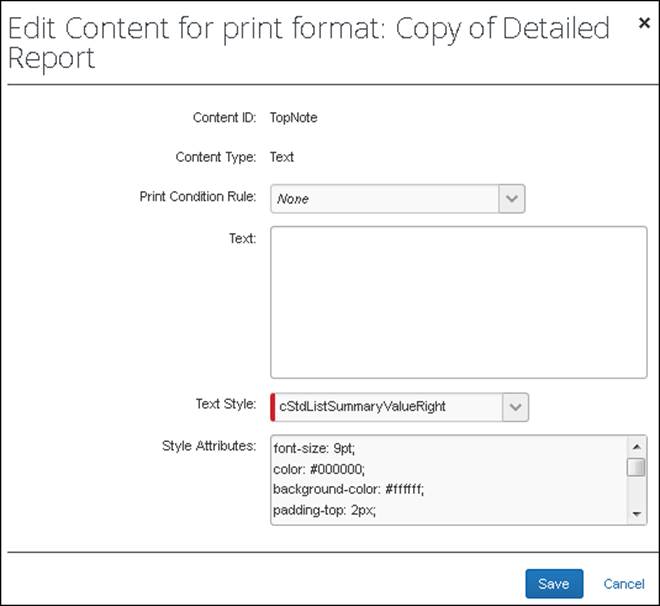 Edit Content for print format: Copy of Detailed
Report
Content ID: TopNote
Content Type: Text
Print Condition Rule: None
Text:
Text Style: cStdListSummaryValueRight
Style Attributes: font-size: 9pt;
color: #000000;
background-color: #ffffff;
padding-top: 2px;
Save Cancel